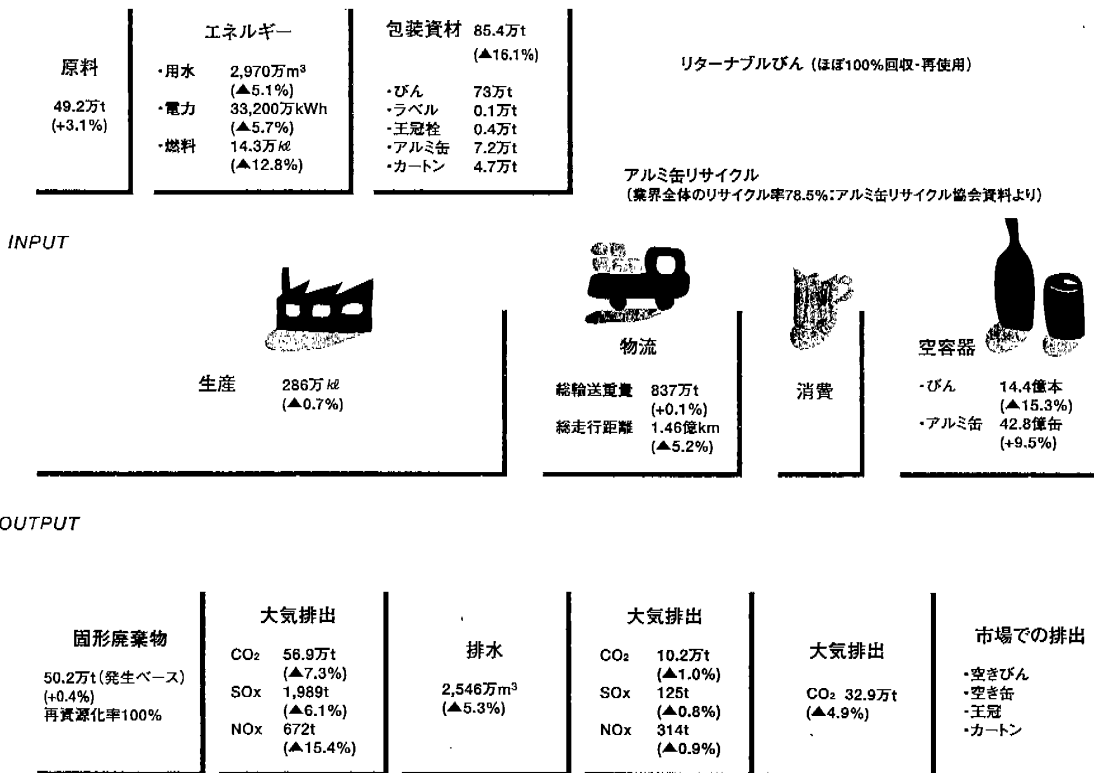 原料
49.2万t
(+3.1%)
エネルギー
・用水 2,970万m³
(▲5.1%)
・電力 33,200万kWh
(▲5.7%)
・燃料 14.3万㎘
(▲12.8%)
包装資材 85.4万t
(▲16.1%)
・びん 73万t
・ラベル 0.1万t
・王冠栓 0.4万t
・アルミ缶 7.2万t
・カートン 4.7万t
リターナブルびん（ほぼ100%回収・再使用）
アルミ缶リサイクル
（業界全体のリサイクル率78.5%：アルミ缶リサイクル協会資料より）
INPUT
生産 286万㎘
(▲0.7%)
物流
総輸送重量 837万t
(+0.1%)
総走行距離 1.46億km
(▲5.2%)
消費
空容器
・びん 14.4億本
(▲15.3%)
・アルミ缶 42.8億缶
(+9.5%)
OUTPUT
固形廃棄物
50.2万t（発生ベース）
(+0.4%)
再資源化率100%
大気排出
CO₂ 56.9万t
(▲7.3%)
SOx 1,989t
(▲6.1%)
NOx 672t
(▲15.4%)
排水
2,546万m³
(▲5.3%)
大気排出
CO₂ 10.2万t
(▲1.0%)
SOx 125t
(▲0.8%)
NOx 314t
(▲0.9%)
大気排出
CO₂ 32.9万t
(▲4.9%)
市場での排出
・空きびん
・空き缶
・王冠
・カートン